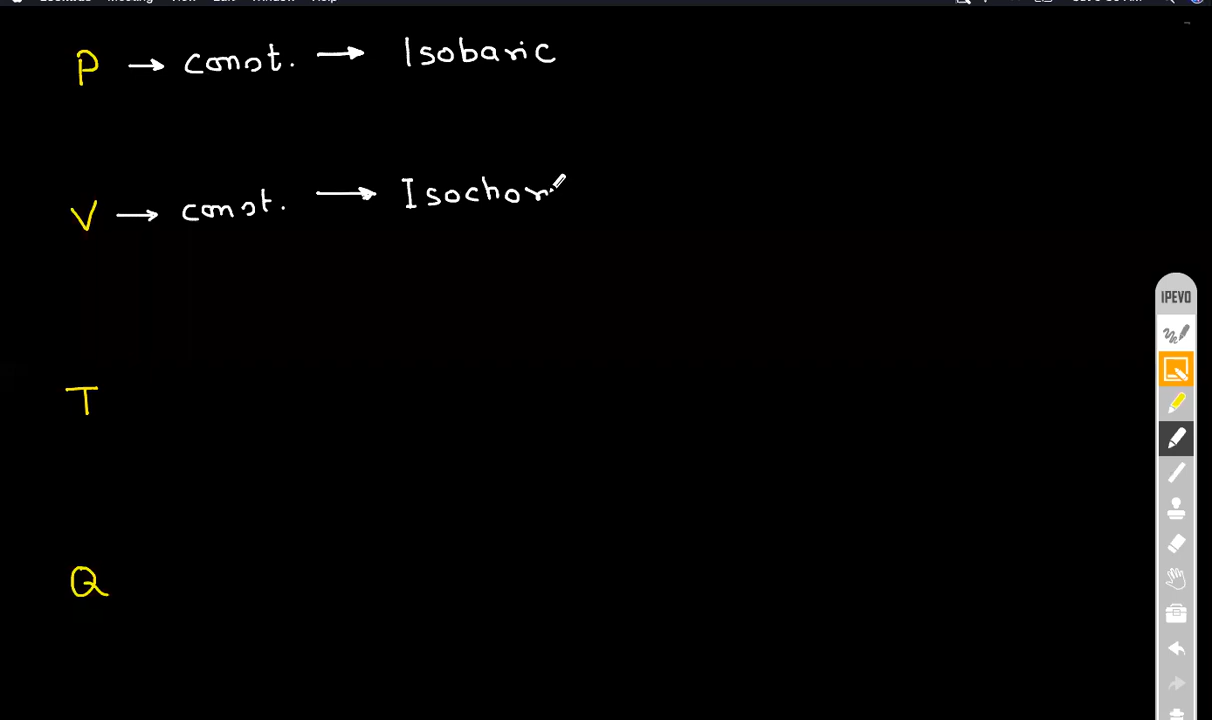 P → const. → Isobaric
V → const. → Isochor
T
Q
IPEVO